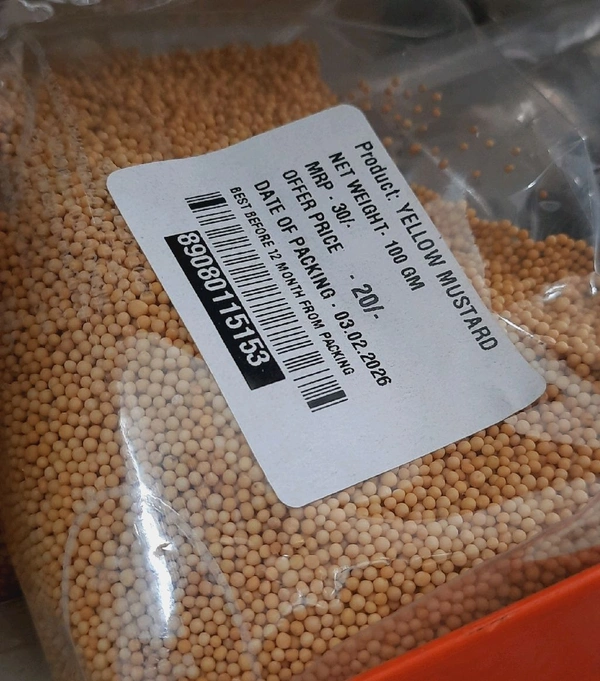 Product: YELLOW MUSTARD
NET WEIGHT- 100 GM
MRP - 30/-
OFFER PRICE - 20/-
DATE OF PACKING - 03.02.2026
BEST BEFORE 12 MONTH FROM PACKING
89080115153